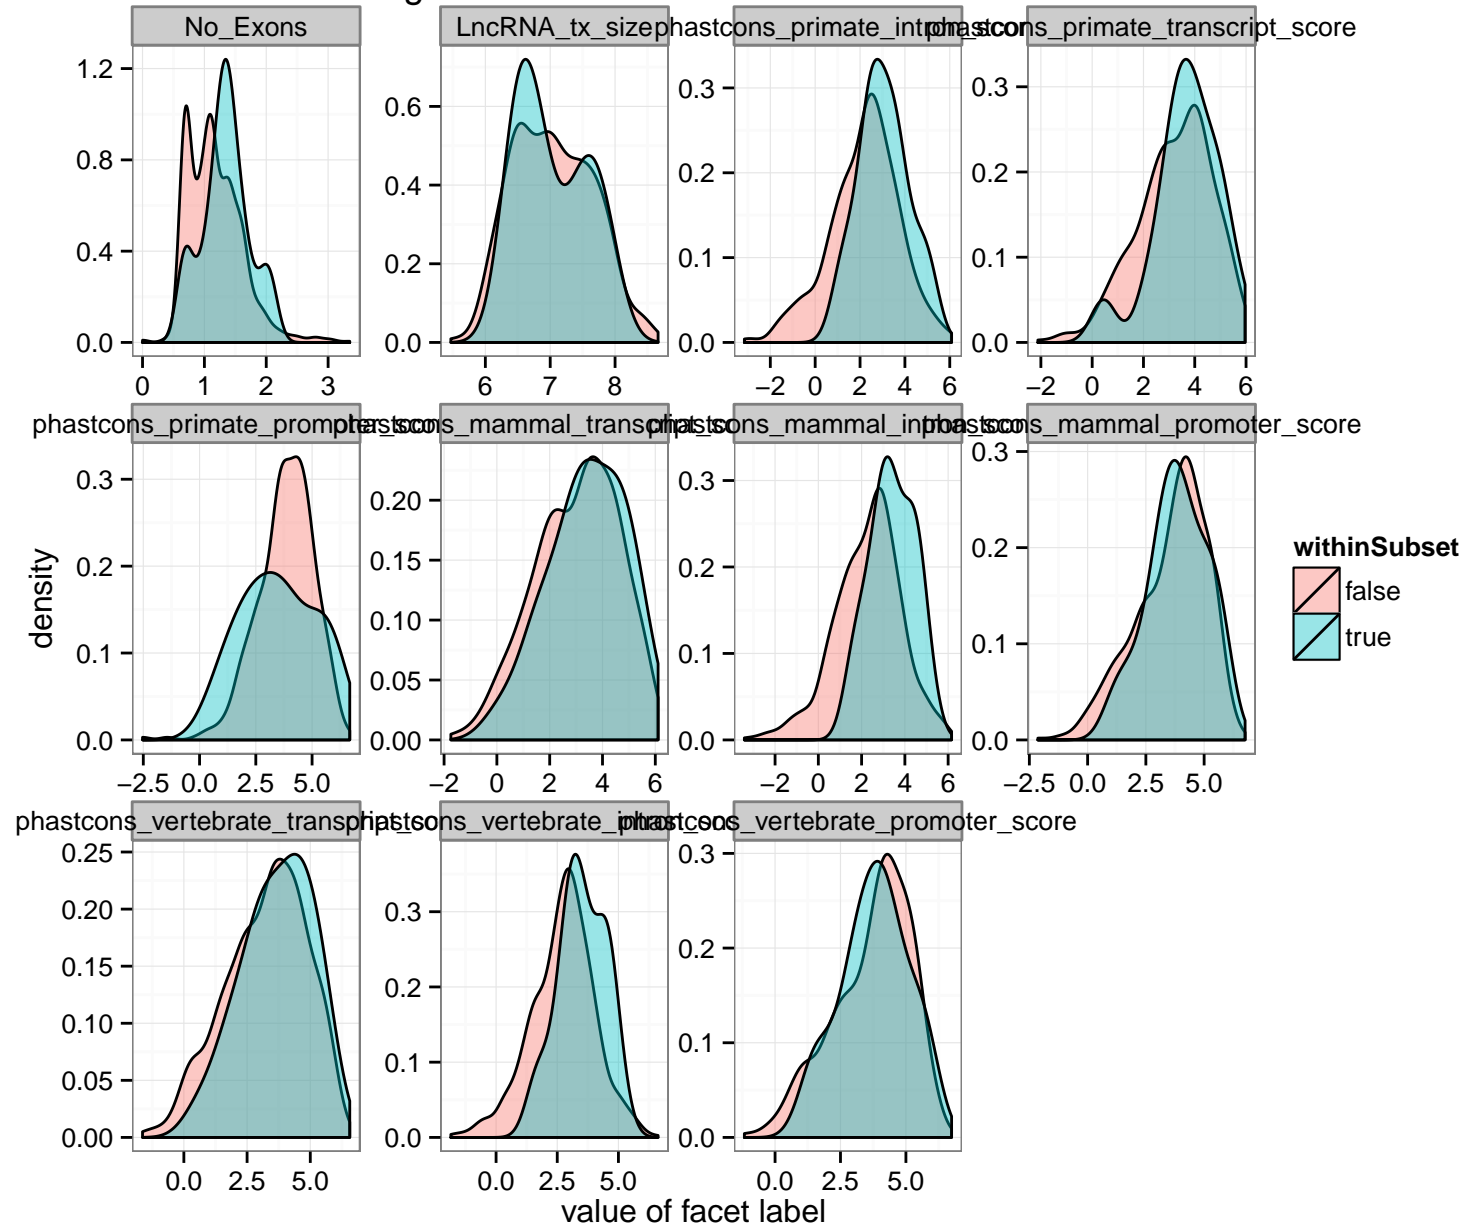 No_Exons
LncRNA_tx_size
phastcons_primate_intron_score
phastcons_primate_transcript_score
1.2
0.8
0.4
0.0
0.6
0.4
0.2
0.0
0.3
0.2
0.1
0.0
0.3
0.2
0.1
0.0
0 1 2 3
6 7 8
−2 0 2 4 6
−2 0 2 4 6
phastcons_primate_promoter_score
phastcons_mammal_transcript_score
phastcons_mammal_intron_score
phastcons_mammal_promoter_score
0.3
0.2
0.1
0.0
0.20
0.15
0.10
0.05
0.00
0.3
0.2
0.1
0.0
0.3
0.2
0.1
0.0
−2.5 0.0 2.5 5.0
−2 0 2 4 6
−2 0 2 4 6
−2.5 0.0 2.5 5.0
phastcons_vertebrate_transcript_score
phastcons_vertebrate_intron_score
phastcons_vertebrate_promoter_score
0.25
0.20
0.15
0.10
0.05
0.00
0.3
0.2
0.1
0.0
0.3
0.2
0.1
0.0
0.0 2.5 5.0
0.0 2.5 5.0
0.0 2.5 5.0
density
value of facet label
withinSubset
false
true